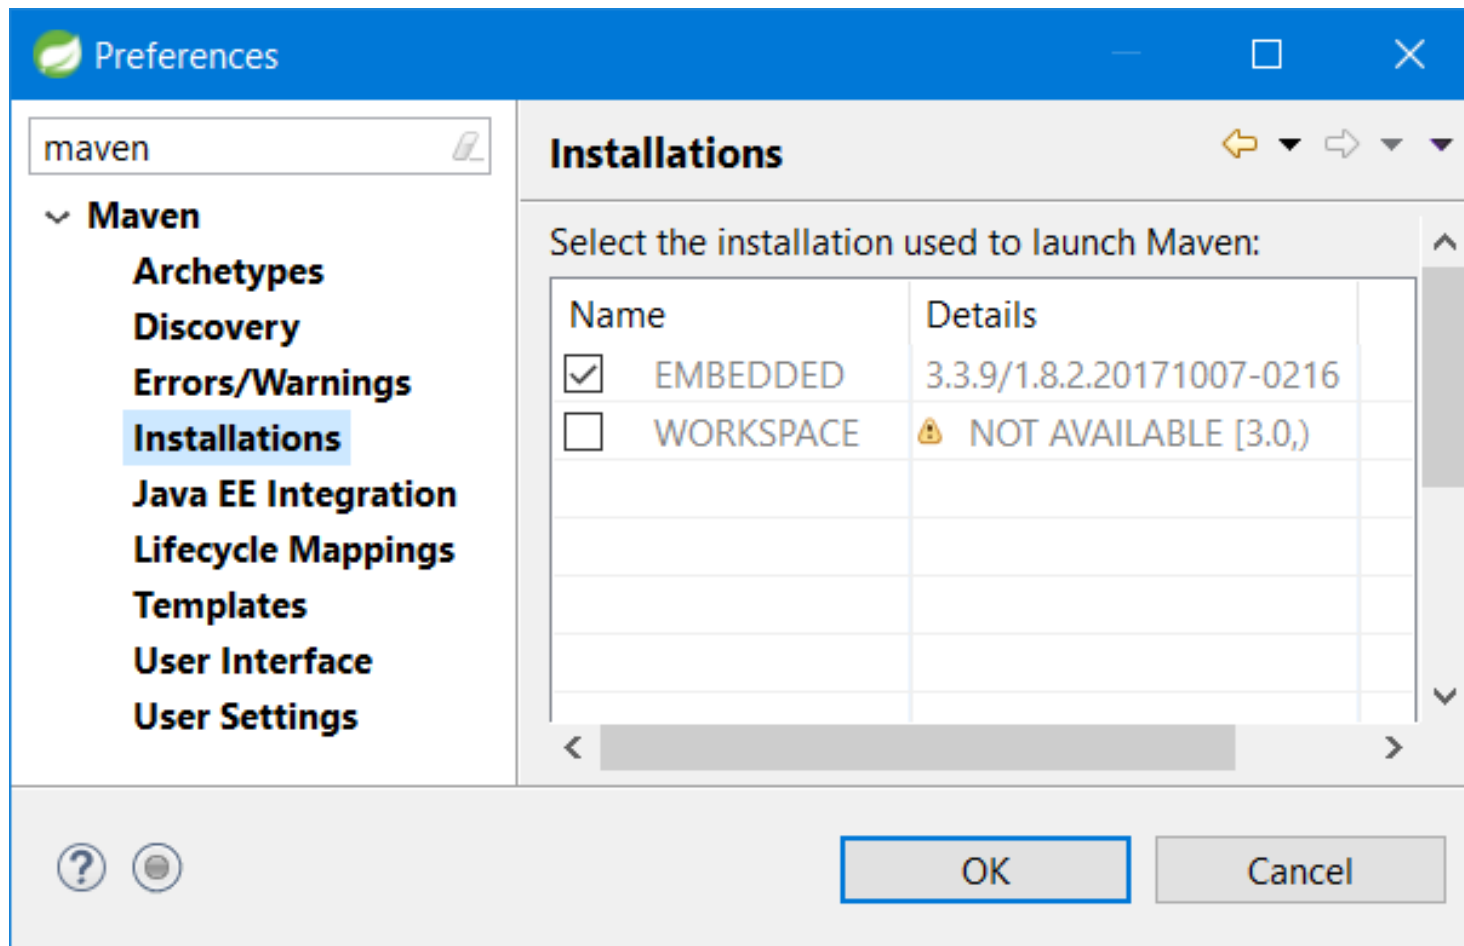 Preferences
maven
Maven
Archetypes
Discovery
Errors/Warnings
Installations
Java EE Integration
Lifecycle Mappings
Templates
User Interface
User Settings
Installations
Select the installation used to launch Maven:
Name Details
EMBEDDED 3.3.9/1.8.2.20171007-0216
WORKSPACE NOT AVAILABLE [3.0,)
OK Cancel